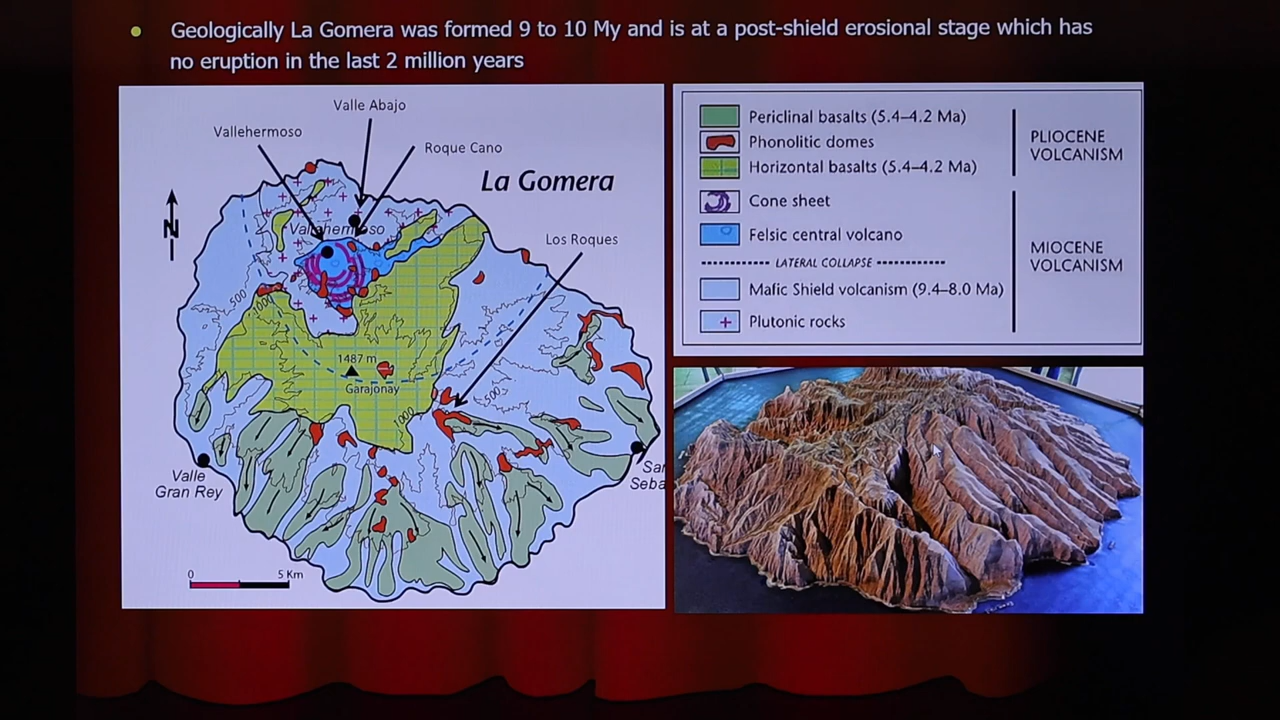 Geologically La Gomera was formed 9 to 10 My and is at a post-shield erosional stage which has
no eruption in the last 2 million years
Valle Abajo
Vallehermoso
Roque Cano
La Gomera
N
Vallehermoso
Los Roques
500
1000
1487 m
Garajonay
500
1000
Valle
Gran Rey
San
Seba
0 5 Km
Periclinal basalts (5.4–4.2 Ma)
Phonolitic domes
Horizontal basalts (5.4–4.2 Ma)
PLIOCENE
VOLCANISM
Cone sheet
Felsic central volcano
LATERAL COLLAPSE
Mafic Shield volcanism (9.4–8.0 Ma)
Plutonic rocks
MIOCENE
VOLCANISM